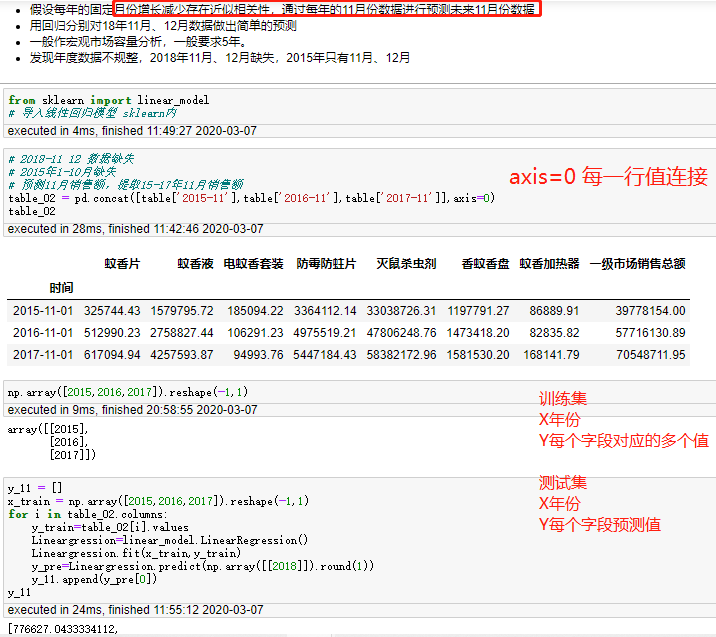 假设每年的固定月份增长减少存在近似相关性，通过每年的11月份数据进行预测未来11月份数据
用回归分别对18年11月、12月数据做出简单的预测
一般作宏观市场容量分析，一般要求5年。
发现年度数据不规整，2018年11月、12月缺失，2015年只有11月、12月
from sklearn import linear_model
# 导入线性回归模型 sklearn内
executed in 4ms, finished 11:49:27 2020-03-07
# 2018-11 12 数据缺失
# 2015年1-10月缺失
# 预测11月销售额，提取15-17年11月销售额
table_02 = pd.concat([table['2015-11'],table['2016-11'],table['2017-11']],axis=0)
table_02
axis=0 每一行值连接
executed in 28ms, finished 11:42:46 2020-03-07
蚊香片 蚊香液 电蚊香套装 防霉防蛀片 灭鼠杀虫剂 香蚊香盘 蚊香加热器 一级市场销售总额
时间
2015-11-01 325744.43 1579795.72 185094.22 3364112.14 33038726.31 1197791.27 86889.91 39778154.00
2016-11-01 512990.23 2758827.44 106291.23 4975519.21 47806248.76 1473418.20 82835.82 57716130.89
2017-11-01 617094.94 4257593.87 94993.76 5447184.43 58382172.96 1581530.20 168141.79 70548711.95
np.array([2015,2016,2017]).reshape(-1,1)
executed in 9ms, finished 20:58:55 2020-03-07
array([[2015],
[2016],
[2017]])
训练集
X年份
Y每个字段对应的多个值
y_11 = []
x_train = np.array([2015,2016,2017]).reshape(-1,1)
for i in table_02.columns:
y_train=table_02[i].values
Lineargression=linear_model.LinearRegression()
Lineargression.fit(x_train,y_train)
y_pre=Lineargression.predict(np.array([[2018]]).round(1))
y_11.append(y_pre[0])
y_11
测试集
X年份
Y每个字段预测值
executed in 24ms, finished 11:55:12 2020-03-07
[776627.0433334112,